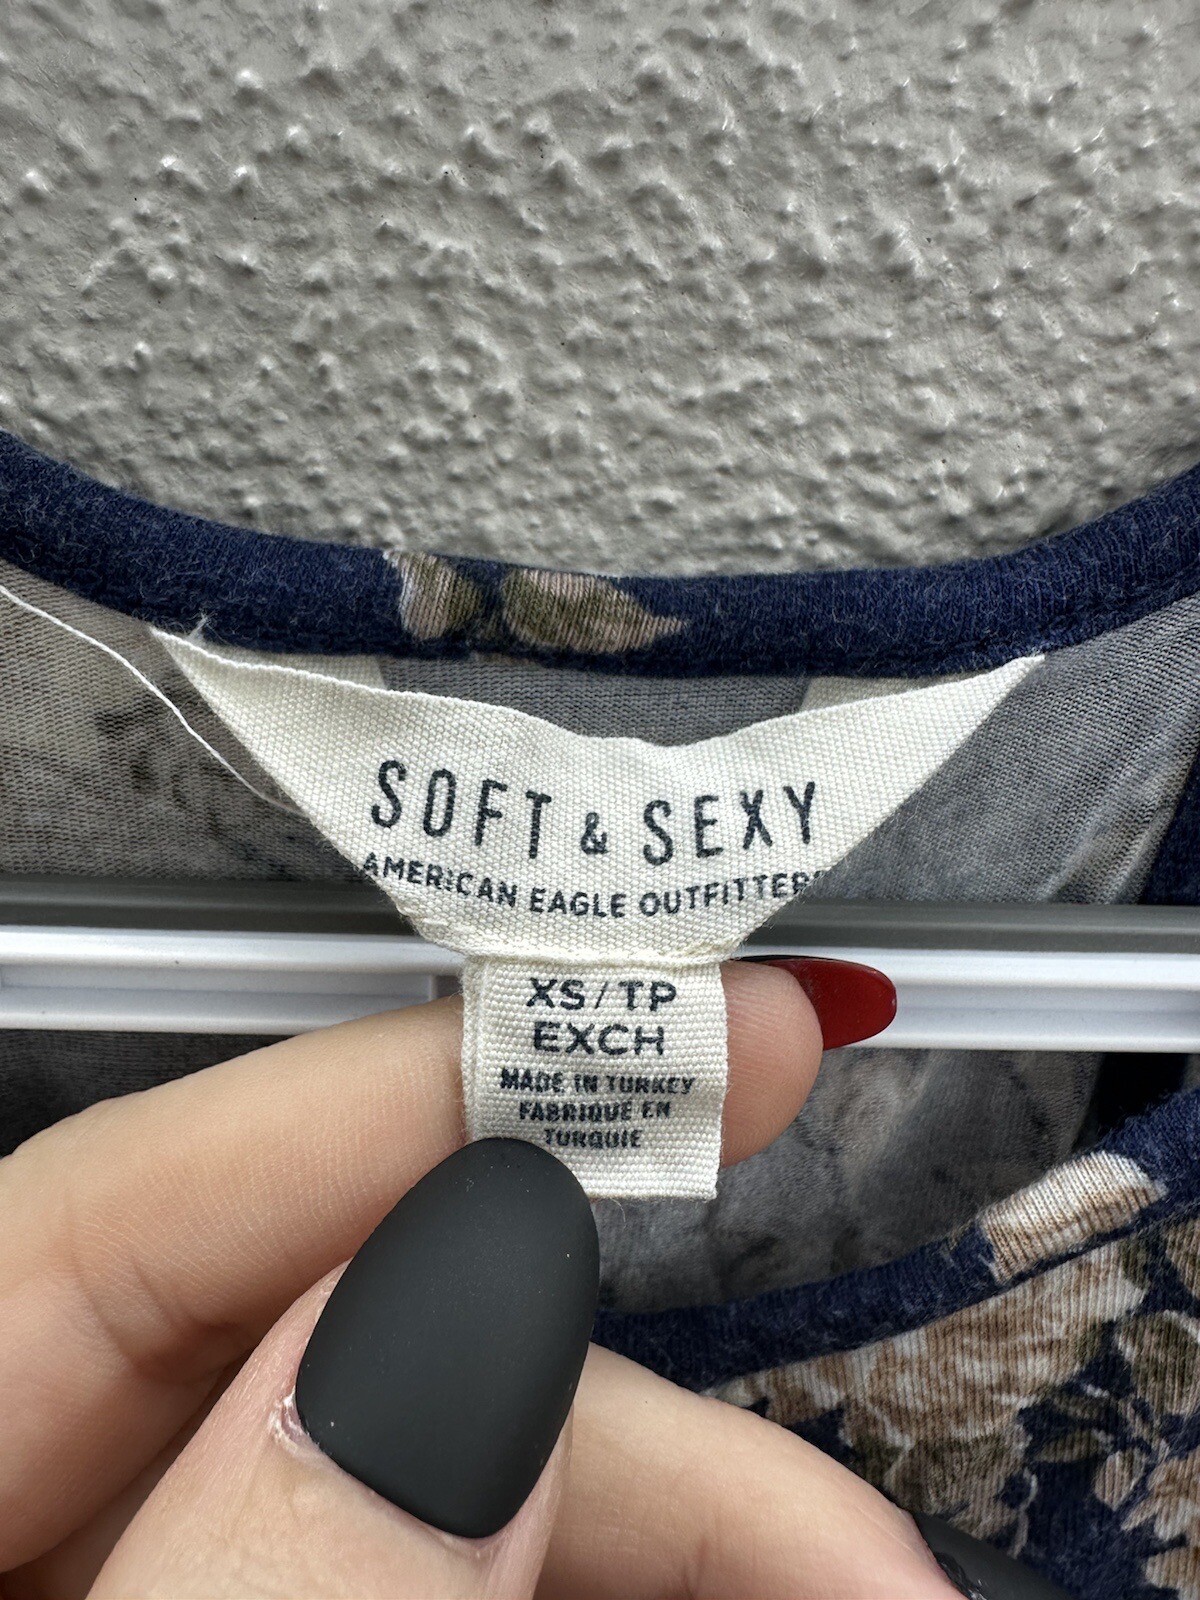 SOFT & SEXY
AMERICAN EAGLE OUTFITTERS
XS/TP
EXCH
MADE IN TURKEY
FABRIQUÉ EN
TURQUIE